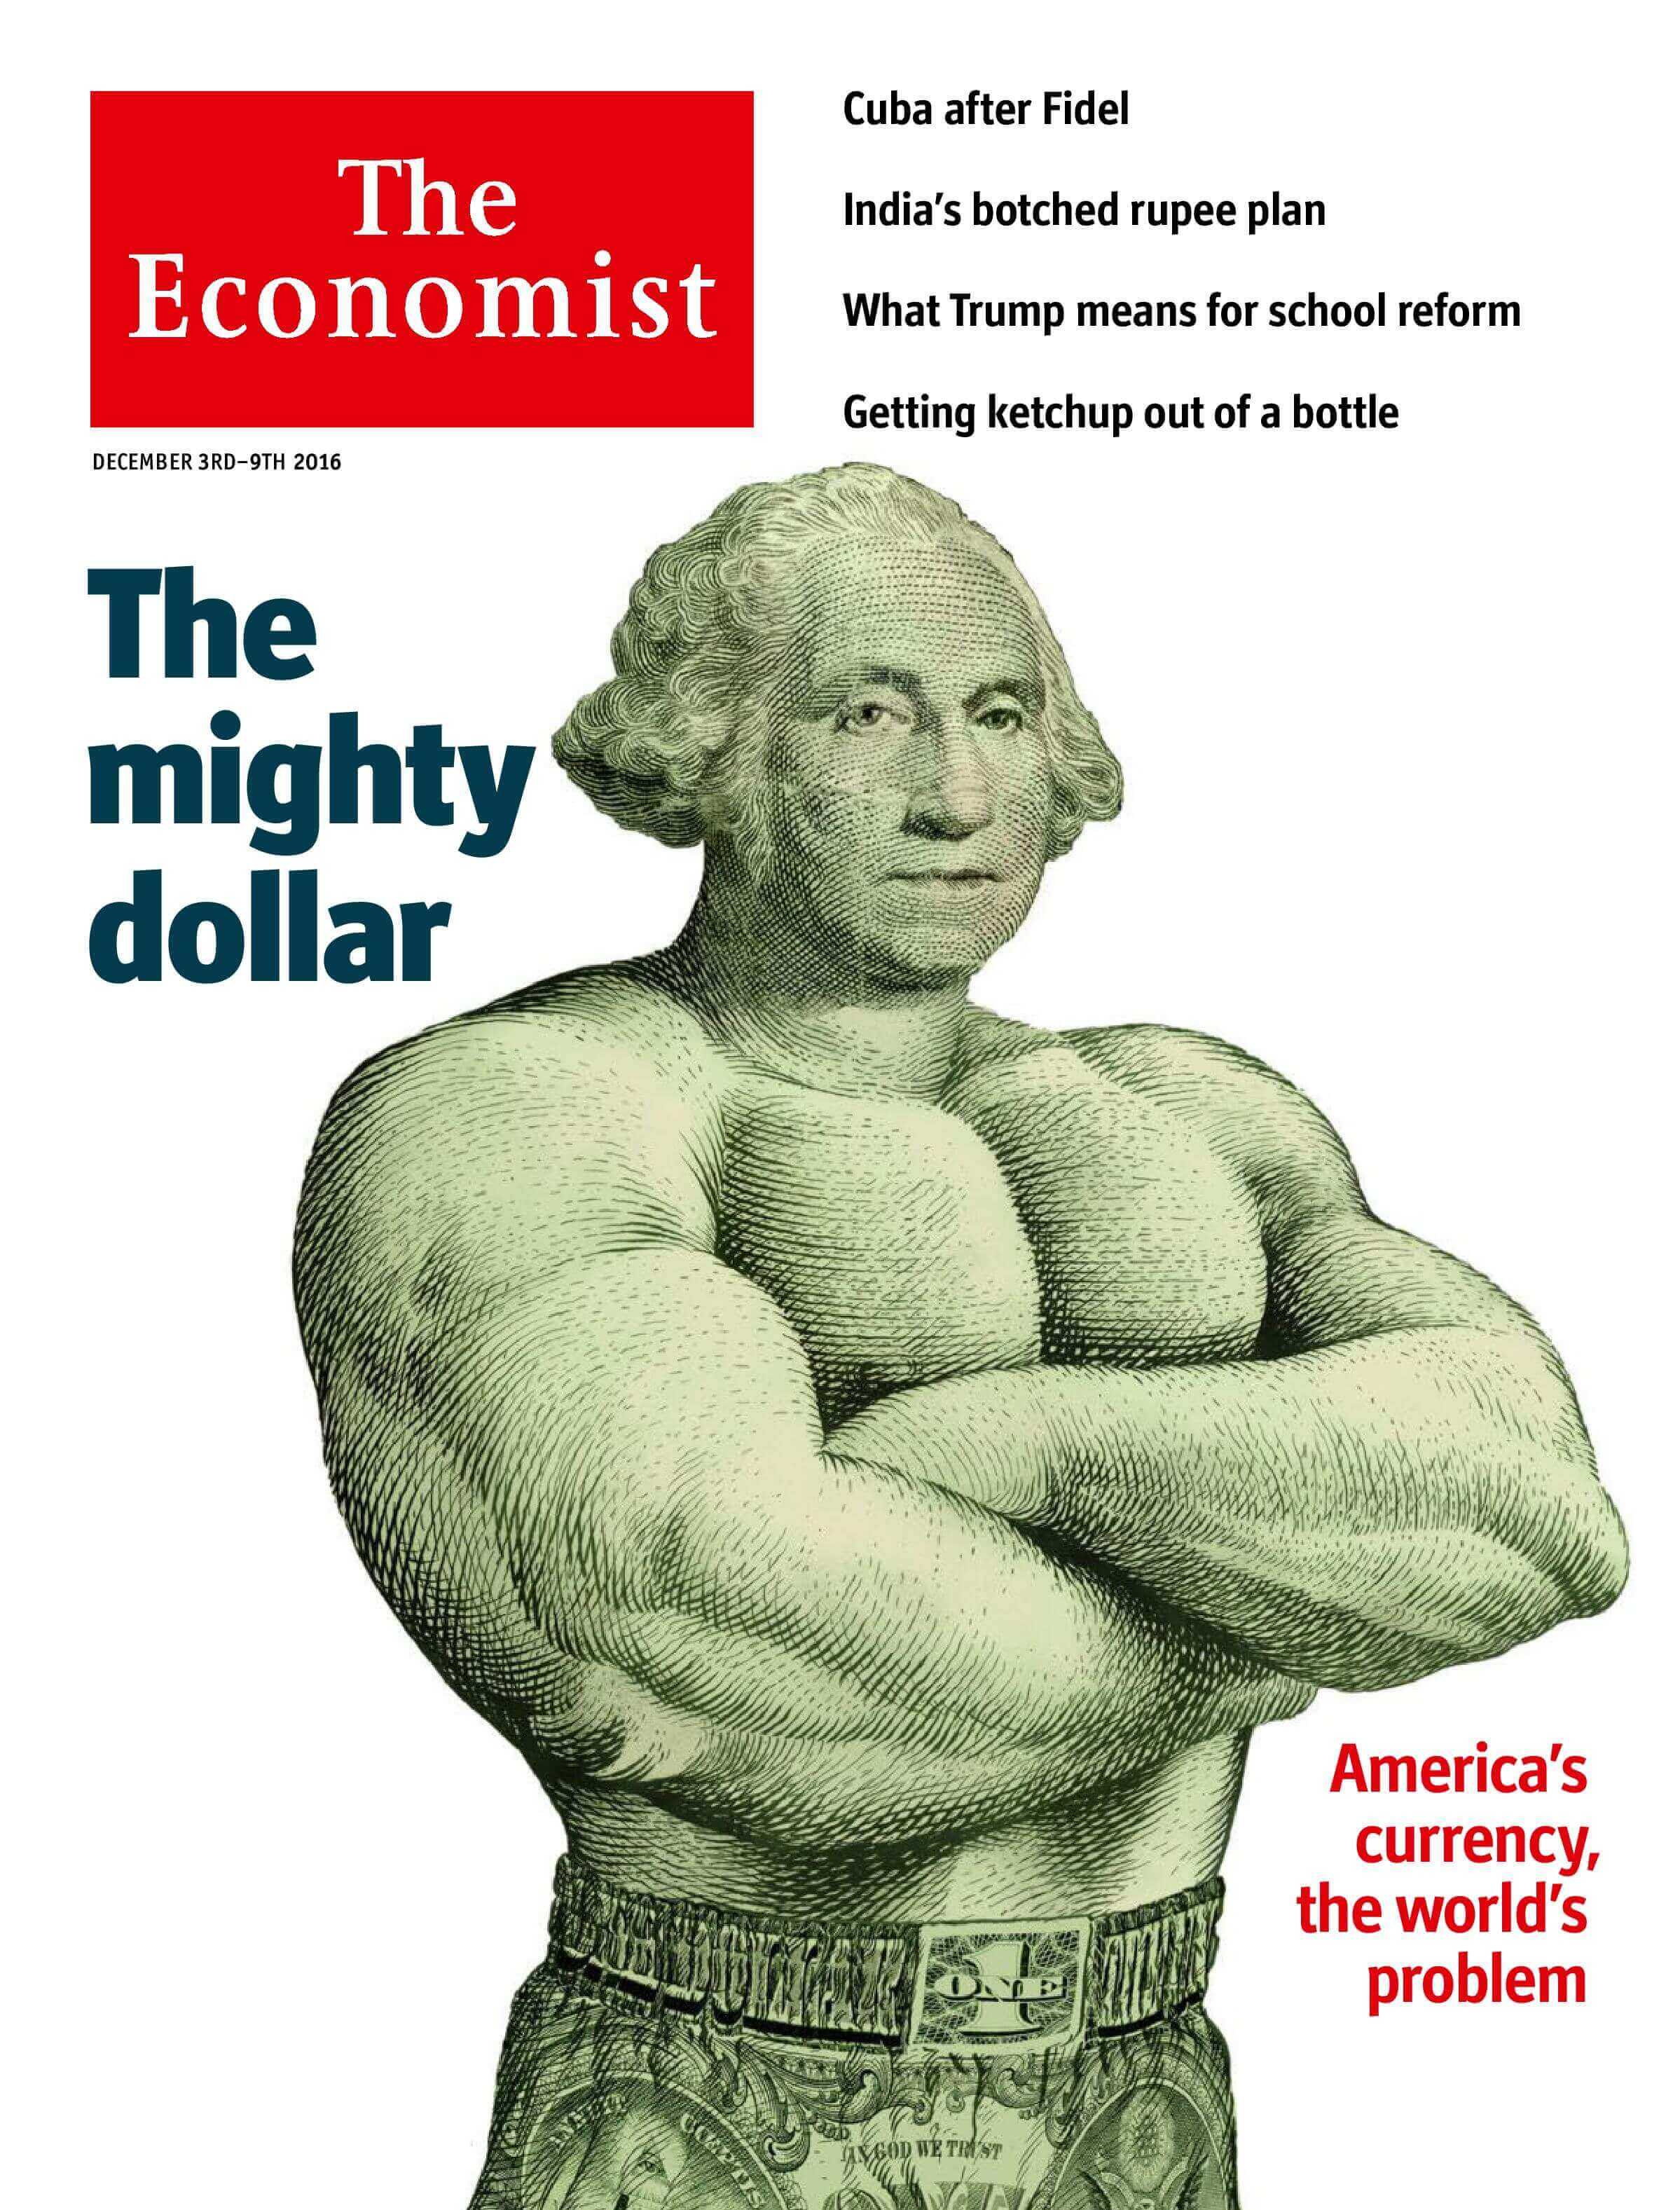 The
Economist
DECEMBER 3RD–9TH 2016
Cuba after Fidel
India's botched rupee plan
What Trump means for school reform
Getting ketchup out of a bottle
The
mighty
dollar
America's
currency,
the world's
problem
1
ONE
IN GOD WE TRUST